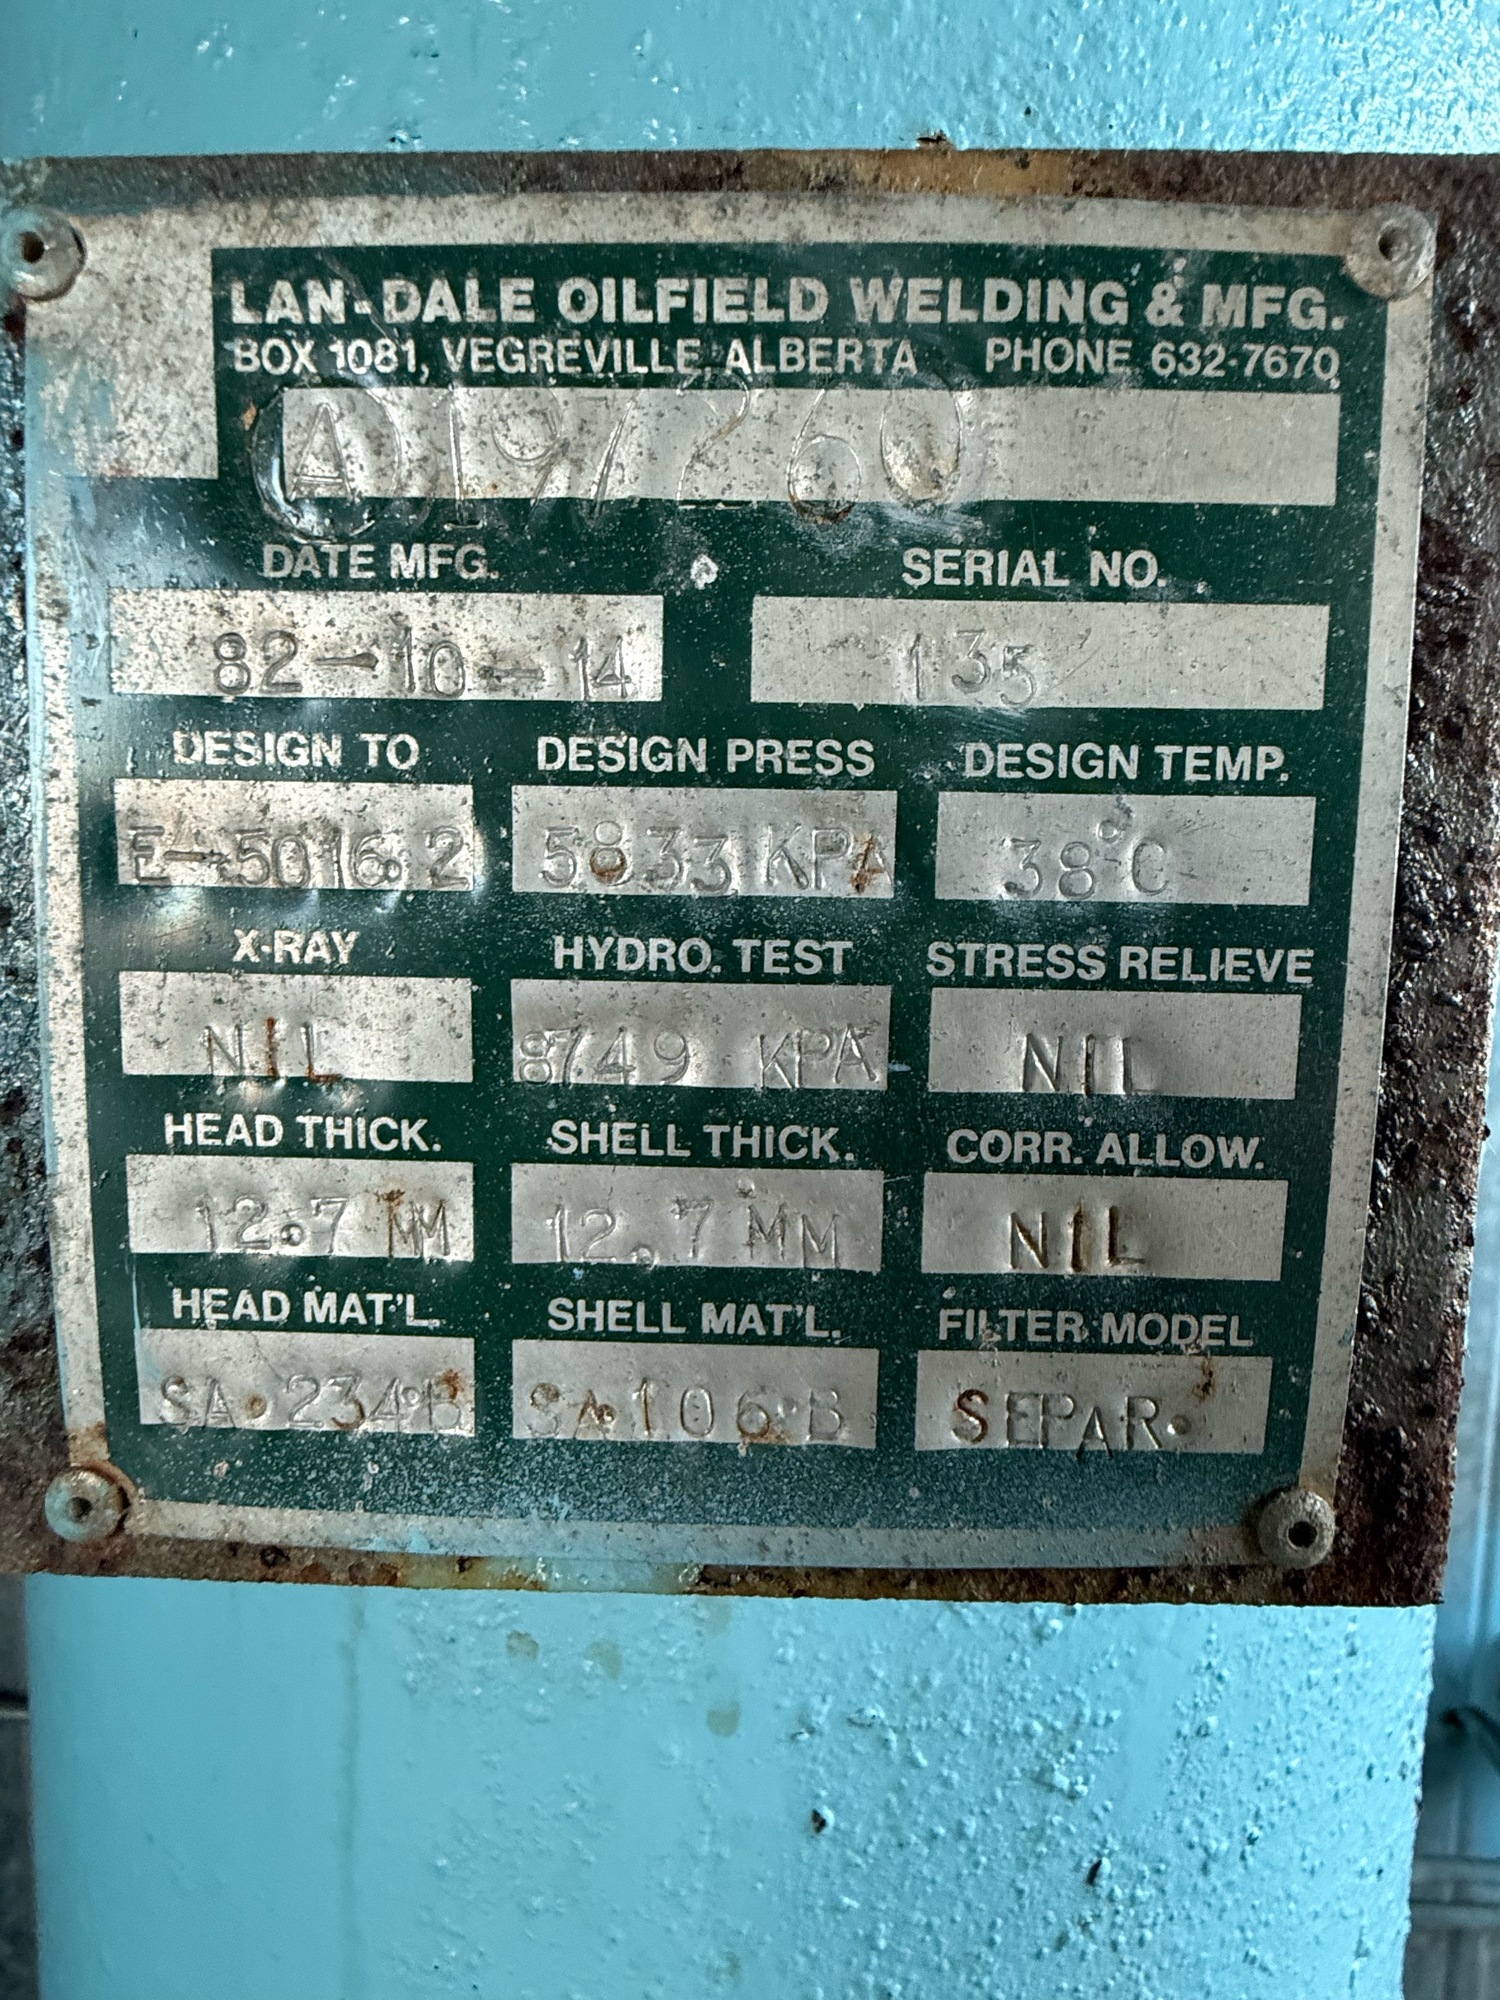 LAN-DALE OILFIELD WELDING & MFG.
BOX 1081, VEGREVILLE, ALBERTA PHONE 632-7670
A 197260
DATE MFG. SERIAL NO.
82-10-14 135
DESIGN TO DESIGN PRESS DESIGN TEMP.
E-5016.2 5833 KPA 38°C
X-RAY HYDRO. TEST STRESS RELIEVE
NIL 8749 KPA NIL
HEAD THICK. SHELL THICK. CORR. ALLOW.
12.7 MM 12.7 MM NIL
HEAD MAT'L. SHELL MAT'L. FILTER MODEL
SA.234.B SA.106.B SEPAR.